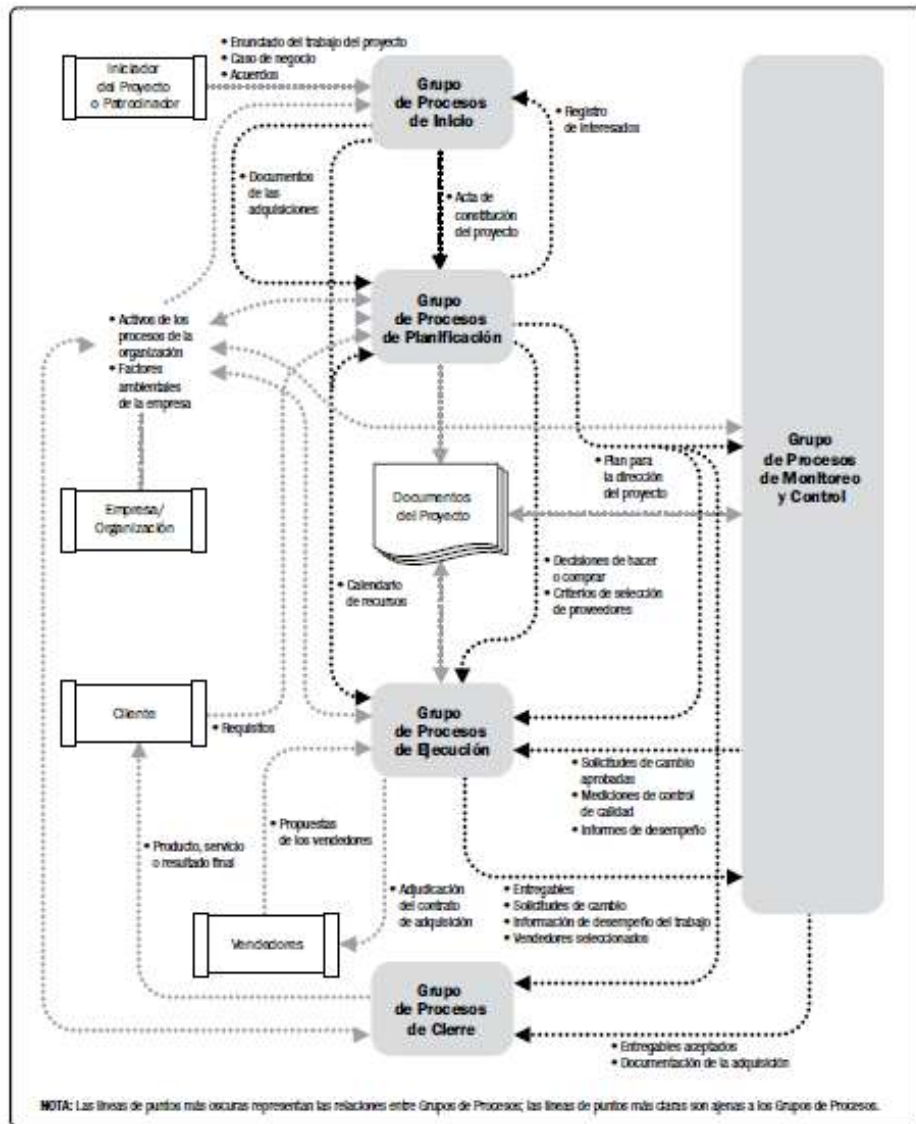 • Enunciado del trabajo del proyecto
• Caso de negocio
• Acuerdos
Iniciador
del Proyecto
o Patrocinador
Grupo
de Procesos
de Inicio
• Registro
de interesados
• Documentos
de las
adquisiciones
• Acta de
constitución
del proyecto
Grupo
de Procesos
de Planificación
• Activos de los
procesos de la
organización
• Factores
ambientales
de la empresa
Grupo
de Procesos
de Monitoreo
y Control
• Plan para
la dirección
del proyecto
Empresa/
Organización
Documentos
del Proyecto
• Calendario
de recursos
• Decisiones de hacer
o comprar
• Criterios de selección
de proveedores
Cliente
• Requisitos
Grupo
de Procesos
de Ejecución
• Solicitudes de cambio
aprobadas
• Mediciones de control
de calidad
• Informes de desempeño
• Producto, servicio
o resultado final
• Propuestas
de los vendedores
• Adjudicación
del contrato
de adquisición
• Entregables
• Solicitudes de cambio
• Información de desempeño del trabajo
• Vendedores seleccionados
Vendedores
Grupo
de Procesos
de Cierre
• Entregables aceptados
• Documentación de la adquisición
NOTA: Las líneas de puntos más oscuras representan las relaciones entre Grupos de Procesos; las líneas de puntos más claras son ajenas a los Grupos de Procesos.